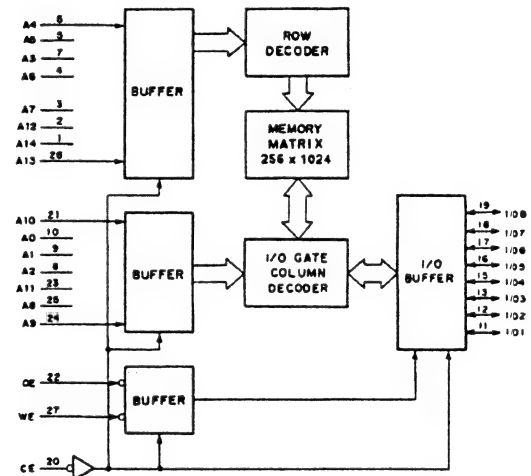 A4 6
A5 5
A3 7
A6 4
A7 3
A12 2
A14 1
A13 26
BUFFER
ROW
DECODER
MEMORY
MATRIX
256 x 1024
A10 21
A0 10
A1 9
A2 8
A11 23
A8 25
A9 24
BUFFER
I/O GATE
COLUMN
DECODER
I/O
BUFFER
19 I/O8
18 I/O7
17 I/O6
16 I/O5
15 I/O4
13 I/O3
12 I/O2
11 I/O1
OE 22
WE 27
BUFFER
CE 20